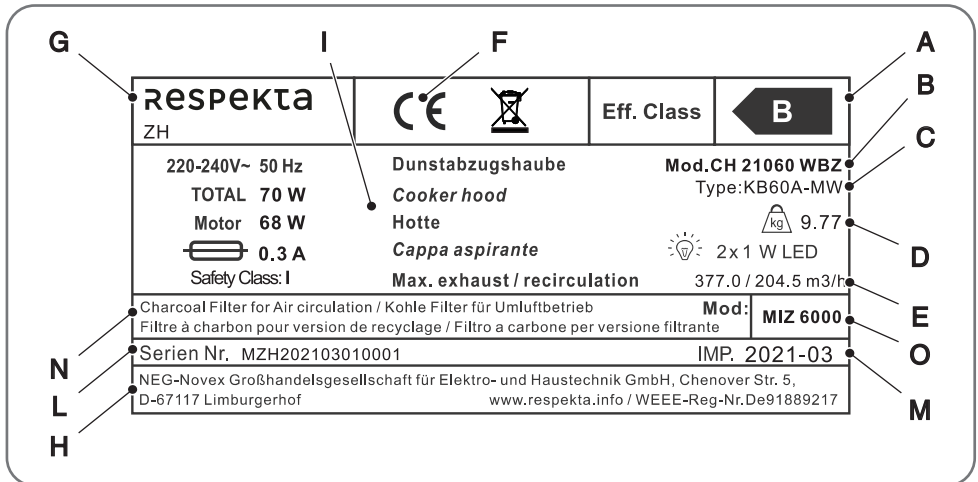 G
I
F
A
B
C
D
E
O
M
N
L
H
Respekta
ZH
CE
Eff. Class
B
220-240V~ 50 Hz
TOTAL 70 W
Motor 68 W
0.3 A
Safety Class: I
Dunstabzugshaube
Cooker hood
Hotte
Cappa aspirante
Max. exhaust / recirculation
Mod.CH 21060 WBZ
Type:KB60A-MW
kg 9.77
2x1 W LED
377.0 / 204.5 m3/h
Charcoal Filter for Air circulation / Kohle Filter für Umluftbetrieb
Filtre à charbon pour version de recyclage / Filtro a carbone per versione filtrante
Mod:
MIZ 6000
Serien Nr. MZH202103010001
IMP. 2021-03
NEG-Novex Großhandelsgesellschaft für Elektro- und Haustechnik GmbH, Chenover Str. 5,
D-67117 Limburgerhof www.respekta.info / WEEE-Reg-Nr.De91889217